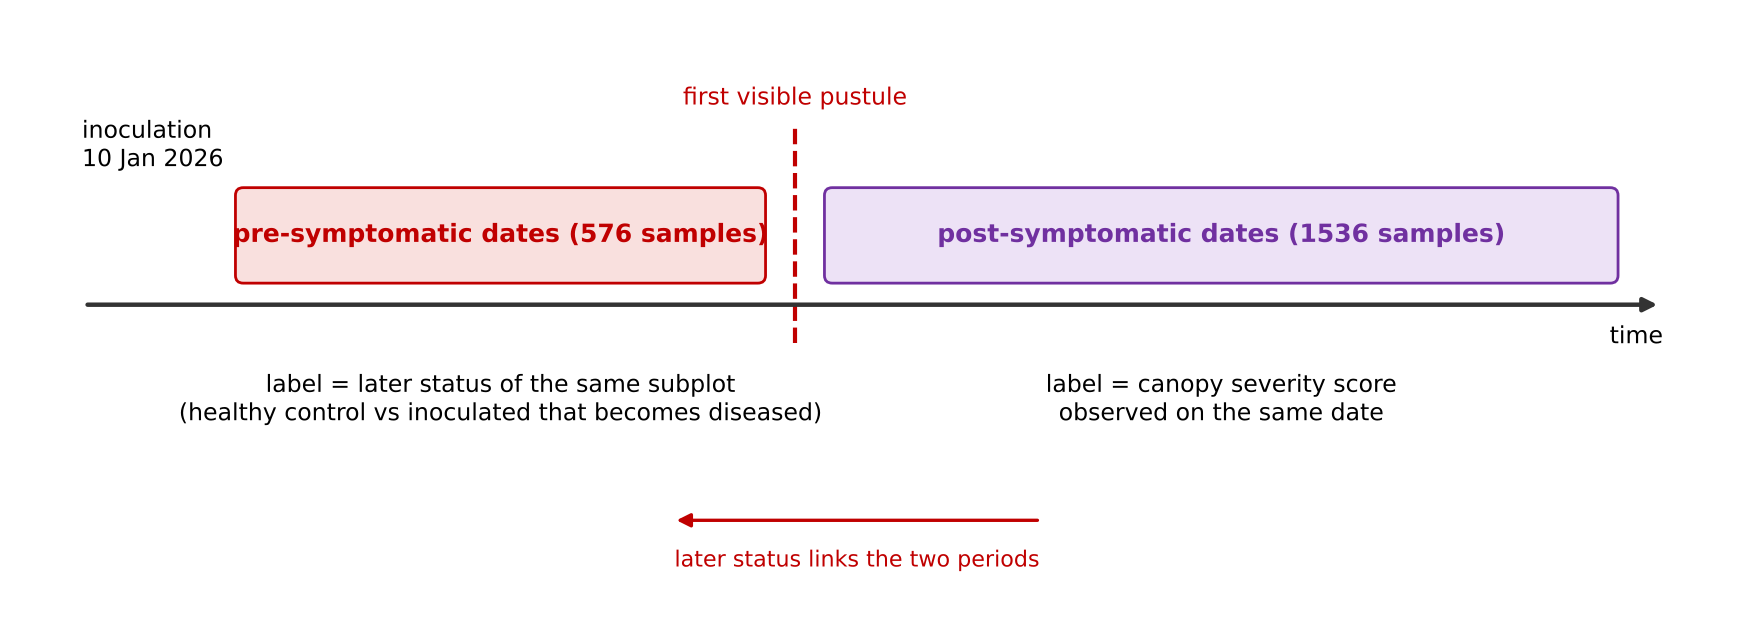 first visible pustule
inoculation
10 Jan 2026
pre-symptomatic dates (576 samples)
post-symptomatic dates (1536 samples)
time
label = later status of the same subplot
(healthy control vs inoculated that becomes diseased)
label = canopy severity score
observed on the same date
later status links the two periods